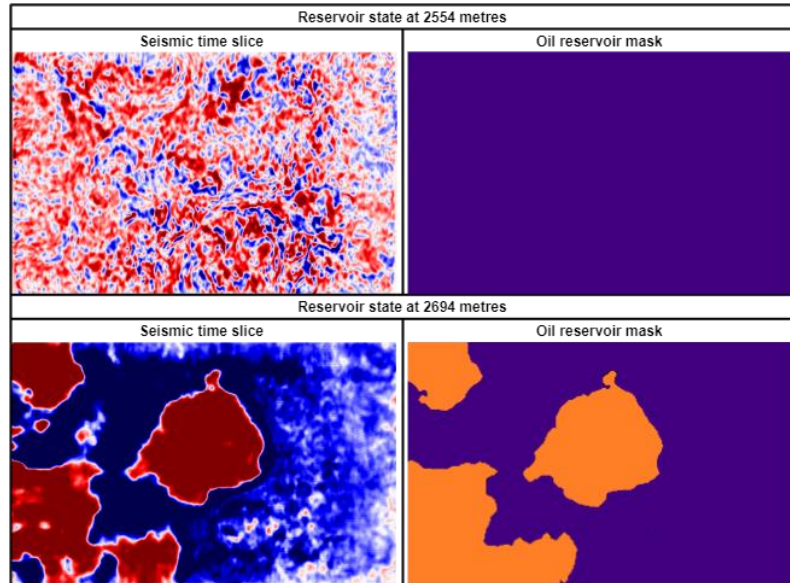 Reservoir state at 2554 metres
Seismic time slice
Oil reservoir mask
Reservoir state at 2694 metres
Seismic time slice
Oil reservoir mask